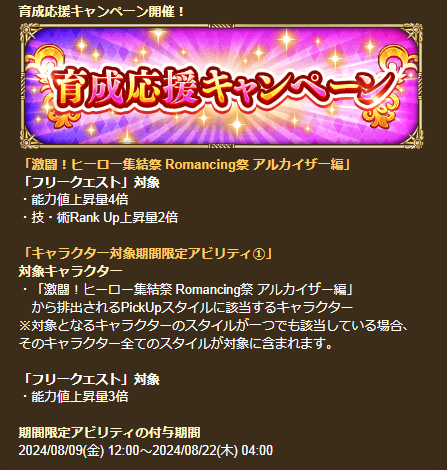 育成応援キャンペーン開催！
育成応援キャンペーン
「激闘！ヒーロー集結祭 Romancing祭 アルカイザー編」
「フリークエスト」対象
・能力値上昇量4倍
・技・術Rank Up上昇量2倍
「キャラクター対象期間限定アビリティ①」
対象キャラクター
・「激闘！ヒーロー集結祭 Romancing祭 アルカイザー編」
から排出されるPickUpスタイルに該当するキャラクター
※対象となるキャラクターのスタイルが一つでも該当している場合、
そのキャラクター全てのスタイルが対象に含まれます。
「フリークエスト」対象
・能力値上昇量3倍
期間限定アビリティの付与期間
2024/08/09(金) 12:00～2024/08/22(木) 04:00